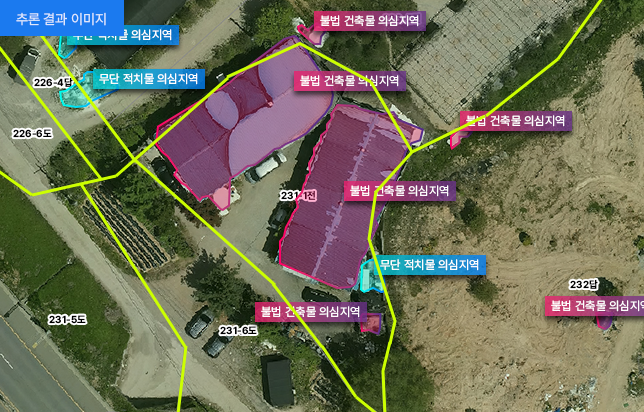 추론 결과 이미지
불법 건축물 의심지역
무단 적치물 의심지역
226-4답
무단 적치물 의심지역
불법 건축물 의심지역
불법 건축물 의심지역
226-6도
불법 건축물 의심지역
231-1전
무단 적치물 의심지역
232답
불법 건축물 의심지역
불법 건축물 의심지역
231-5도
231-6도